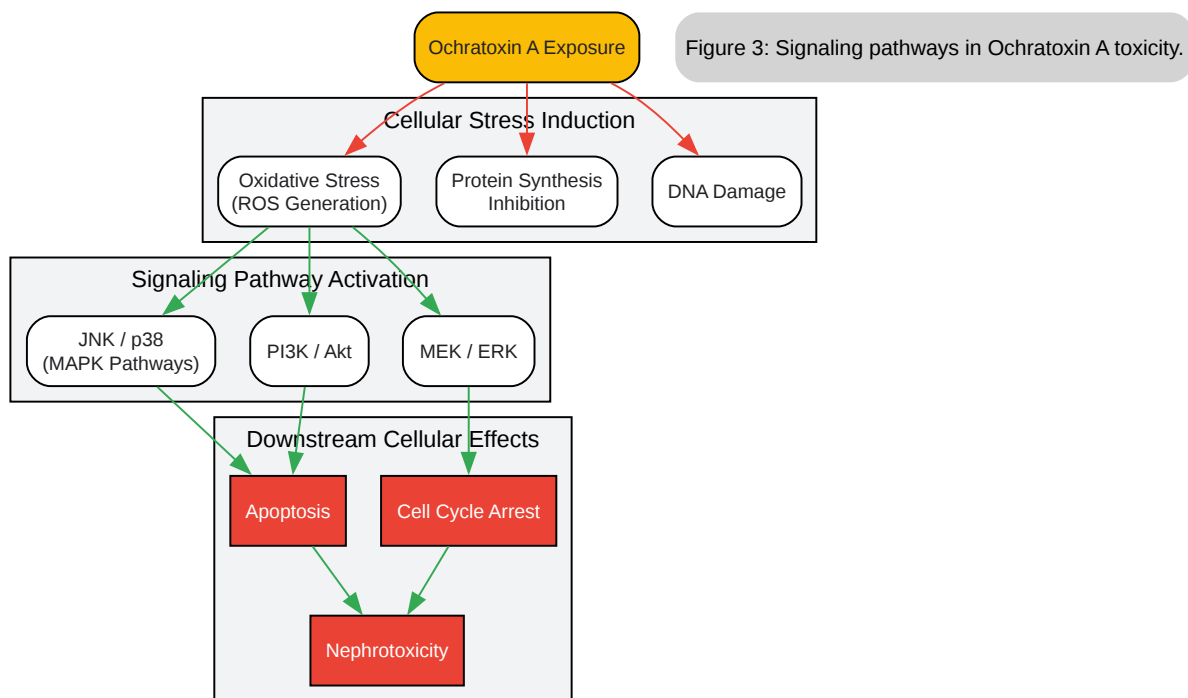 Ochratoxin A Exposure
Figure 3: Signaling pathways in Ochratoxin A toxicity.
Cellular Stress Induction
Oxidative Stress
(ROS Generation)
Protein Synthesis
Inhibition
DNA Damage
Signaling Pathway Activation
JNK / p38
(MAPK Pathways)
PI3K / Akt
MEK / ERK
Downstream Cellular Effects
Apoptosis
Cell Cycle Arrest
Nephrotoxicity